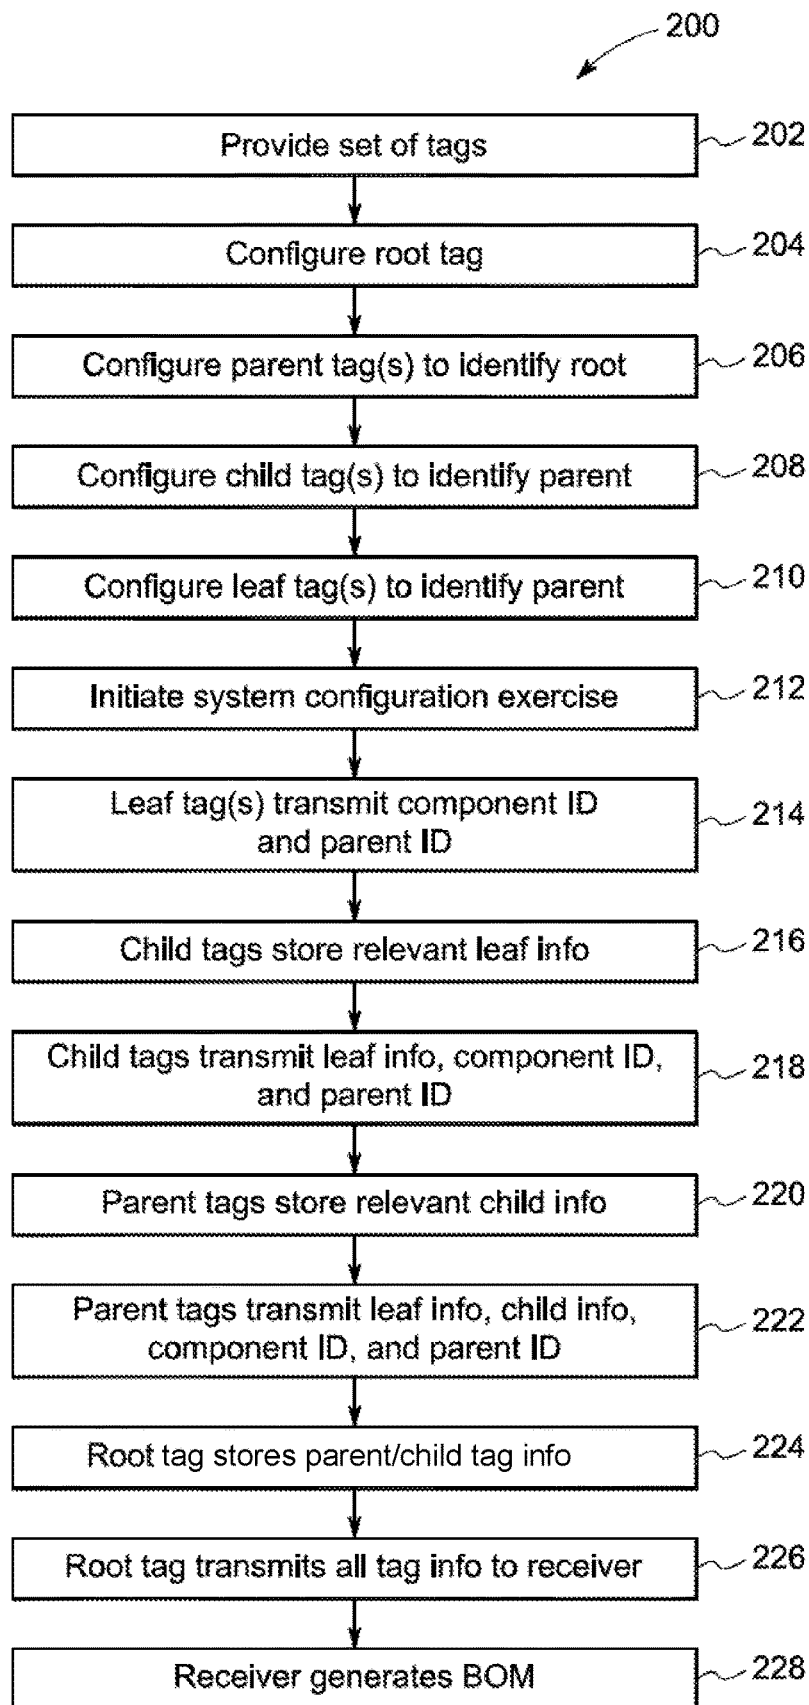 200
Provide set of tags
202
Configure root tag
204
Configure parent tag(s) to identify root
206
Configure child tag(s) to identify parent
208
Configure leaf tag(s) to identify parent
210
Initiate system configuration exercise
212
Leaf tag(s) transmit component ID
and parent ID
214
Child tags store relevant leaf info
216
Child tags transmit leaf info, component ID,
and parent ID
218
Parent tags store relevant child info
220
Parent tags transmit leaf info, child info,
component ID, and parent ID
222
Root tag stores parent/child tag info
224
Root tag transmits all tag info to receiver
226
Receiver generates BOM
228